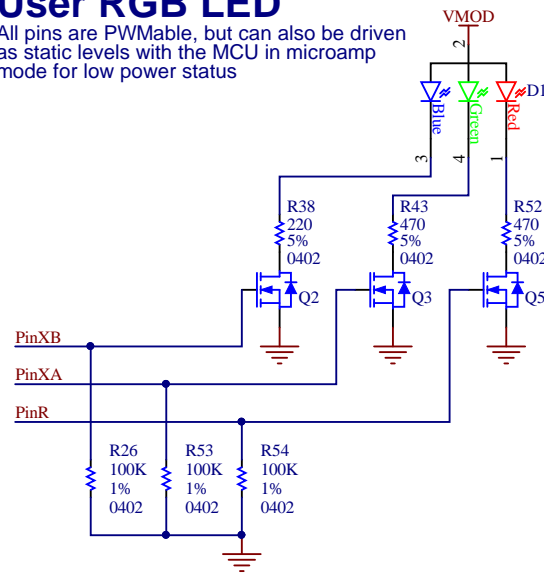 User RGB LED
All pins are PWMable, but can also be driven
as static levels with the MCU in microamp
mode for low power status
VMOD
2
Blue
Green
Red
D1
3
4
1
R38
220
5%
0402
R43
470
5%
0402
R52
470
5%
0402
Q2
Q3
Q5
PinXB
PinXA
PinR
R26
100K
1%
0402
R53
100K
1%
0402
R54
100K
1%
0402